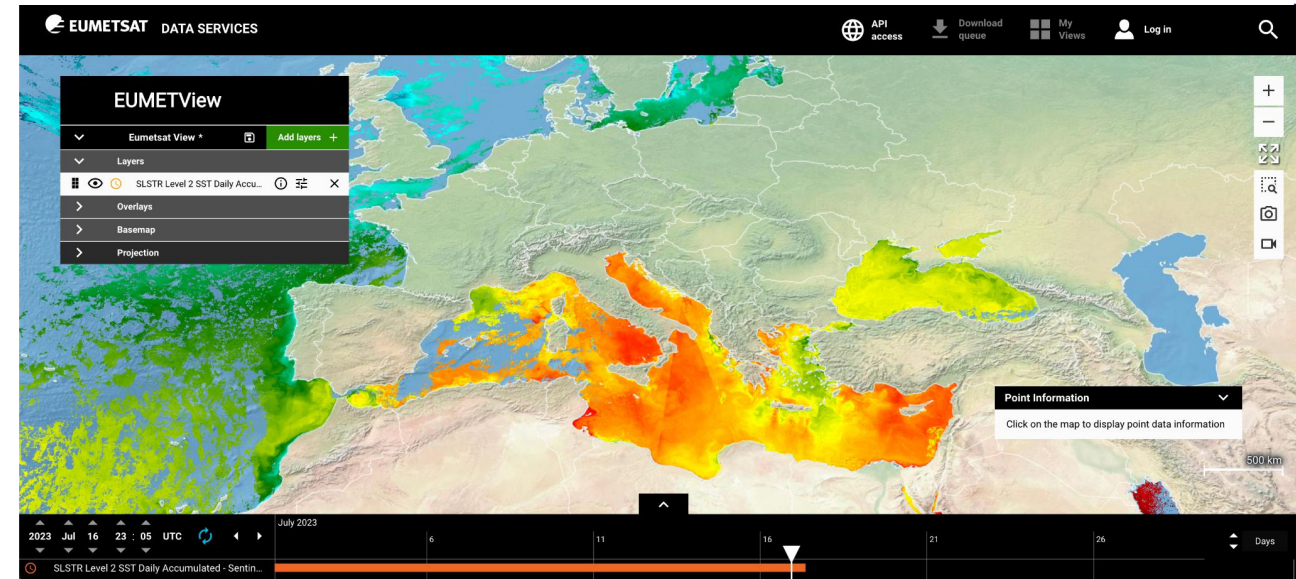 EUMETSAT DATA SERVICES
API access
Download queue
My Views
Log in
EUMETView
Eumetsat View *
Add layers +
Layers
SLSTR Level 2 SST Daily Accu...
Overlays
Basemap
Projection
Point Information
Click on the map to display point data information
500 km
July 2023
2023 Jul 16 23 : 05 UTC
6 11 16 21 26
Days
SLSTR Level 2 SST Daily Accumulated - Sentin...